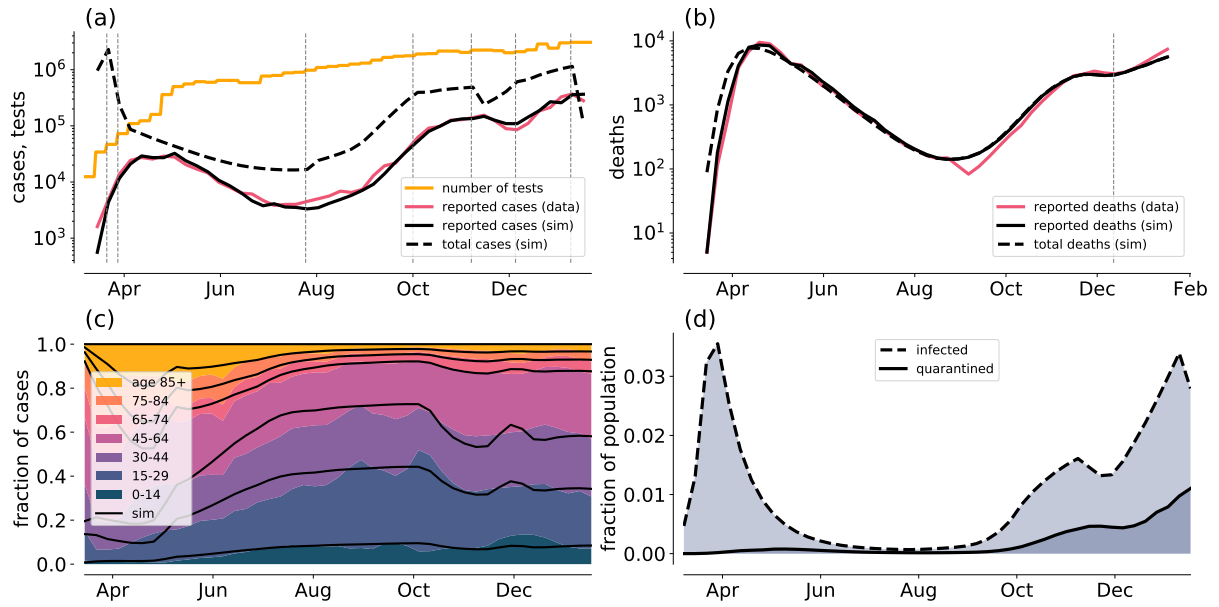 (a)
cases, tests
10^6
10^5
10^4
10^3
number of tests
reported cases (data)
reported cases (sim)
total cases (sim)
Apr Jun Aug Oct Dec
(b)
deaths
10^4
10^3
10^2
10^1
reported deaths (data)
reported deaths (sim)
total deaths (sim)
Apr Jun Aug Oct Dec Feb
(c)
fraction of cases
1.0
0.8
0.6
0.4
0.2
0.0
age 85+
75-84
65-74
45-64
30-44
15-29
0-14
sim
Apr Jun Aug Oct Dec
(d)
fraction of population
0.03
0.02
0.01
0.00
infected
quarantined
Apr Jun Aug Oct Dec